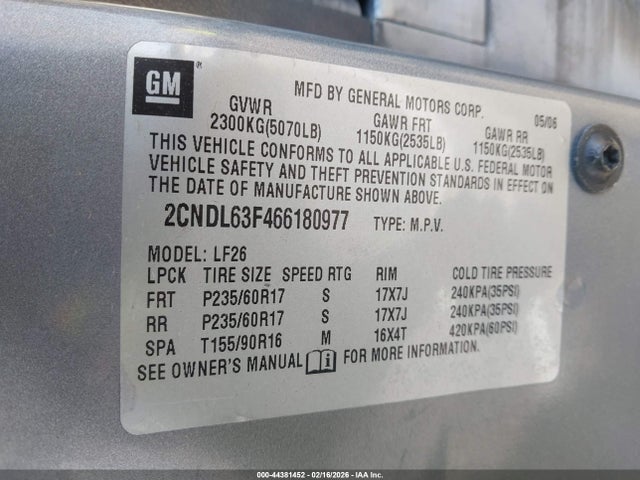 GM
MFD BY GENERAL MOTORS CORP. 05/06
GVWR GAWR FRT GAWR RR
2300KG(5070LB) 1150KG(2535LB) 1150KG(2535LB)
THIS VEHICLE CONFORMS TO ALL APPLICABLE U.S. FEDERAL MOTOR
VEHICLE SAFETY AND THEFT PREVENTION STANDARDS IN EFFECT ON
THE DATE OF MANUFACTURE SHOWN ABOVE.
2CNDL63F466180977 TYPE: M.P.V.
MODEL: LF26
LPCK TIRE SIZE SPEED RTG RIM COLD TIRE PRESSURE
FRT P235/60R17 S 17X7J 240KPA(35PSI)
RR P235/60R17 S 17X7J 240KPA(35PSI)
SPA T155/90R16 M 16X4T 420KPA(60PSI)
SEE OWNER'S MANUAL i FOR MORE INFORMATION.
000-44381452 | 02/16/2026 - IAA Inc.